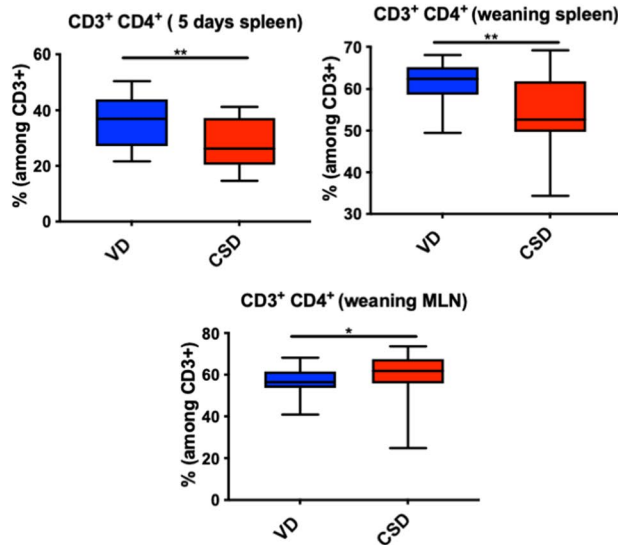 CD3⁺ CD4⁺ ( 5 days spleen)
% (among CD3+)
60
40
20
0
**
VD
CSD
CD3⁺ CD4⁺ (weaning spleen)
% (among CD3+)
70
60
50
40
30
**
VD
CSD
CD3⁺ CD4⁺ (weaning MLN)
% (among CD3+)
80
60
40
20
0
*
VD
CSD